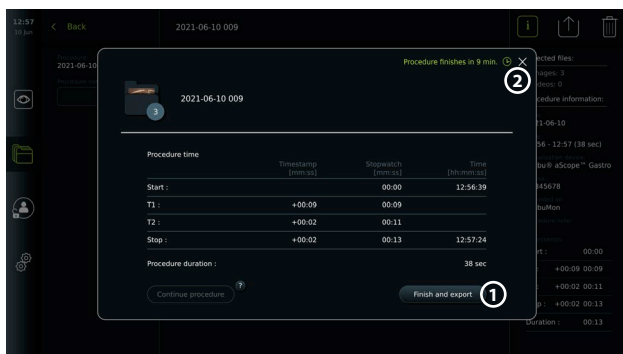 12:57
10 Jun
Back
2021-06-10 009
i
Procedure finishes in 9 min.
2
ected files:
ages: 3
deos: 0
cedure information:
2021-06-10
3
2021-06-10 009
1-06-10
56 - 12:57 (38 sec)
bu® aScope™ Gastro
45678
buMon
Procedure time
Timestamp
[mm:ss]
Stopwatch
[mm:ss]
Time
[hh:mm:ss]
Start : 00:00 12:56:39
T1 : +00:09 00:09
T2 : +00:02 00:11
Stop : +00:02 00:13 12:57:24
Procedure duration : 38 sec
Continue procedure
?
Finish and export
1
rt : 00:00
: +00:09 00:09
: +00:02 00:11
p : +00:02 00:13
Duration : 00:13